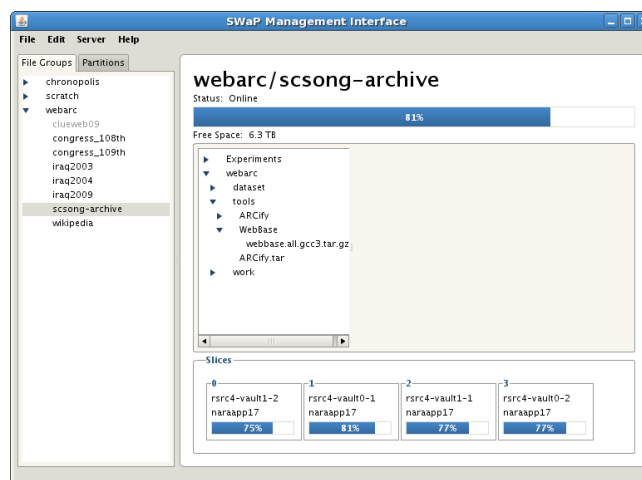 SWaP Management Interface
File Edit Server Help
File Groups Partitions
chronopolis
scratch
webarc
clueweb09
congress_108th
congress_109th
iraq2003
iraq2004
iraq2009
scsong-archive
wikipedia
webarc/scsong-archive
Status: Online
81%
Free Space: 6.3 TB
Experiments
webarc
dataset
tools
ARCify
WebBase
webbase.all.gcc3.tar.gz
ARCify.tar
work
Slices
0
rsrc4-vault1-2
naraapp17
75%
1
rsrc4-vault0-1
naraapp17
81%
2
rsrc4-vault1-1
naraapp17
77%
3
rsrc4-vault0-2
naraapp17
77%